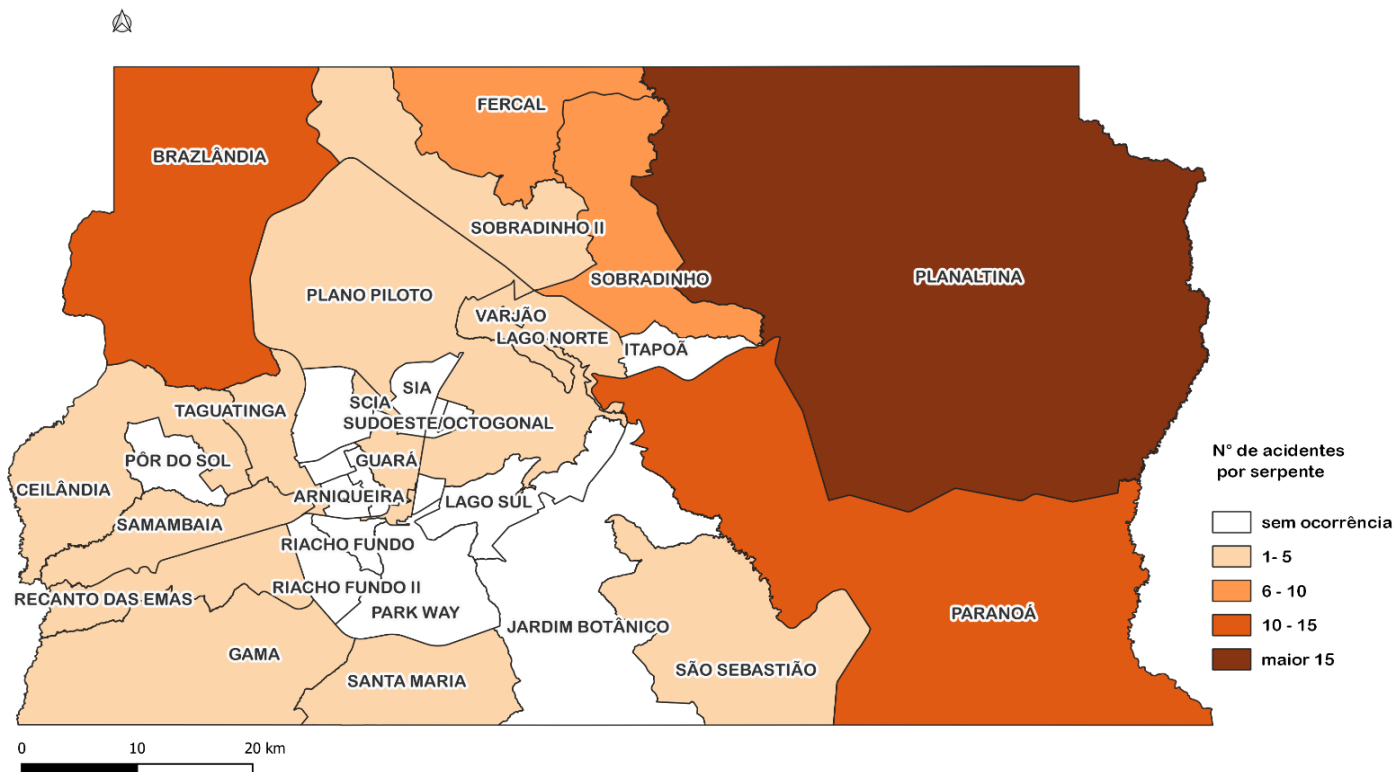 FERCAL
BRAZLÂNDIA
SOBRADINHO II
PLANALTINA
SOBRADINHO
PLANO PILOTO
VARJÃO
LAGO NORTE
ITAPOÃ
SIA
SCIA
TAGUATINGA
SUDOESTE/OCTOGONAL
PÔR DO SOL
GUARÁ
CEILÂNDIA
ARNIQUEIRA
LAGO SUL
SAMAMBAIA
RIACHO FUNDO
RIACHO FUNDO II
RECANTO DAS EMAS
PARK WAY
PARANOÁ
JARDIM BOTÂNICO
GAMA
SÃO SEBASTIÃO
SANTA MARIA
N° de acidentes
por serpente
sem ocorrência
1- 5
6 - 10
10 - 15
maior 15
0 10 20 km